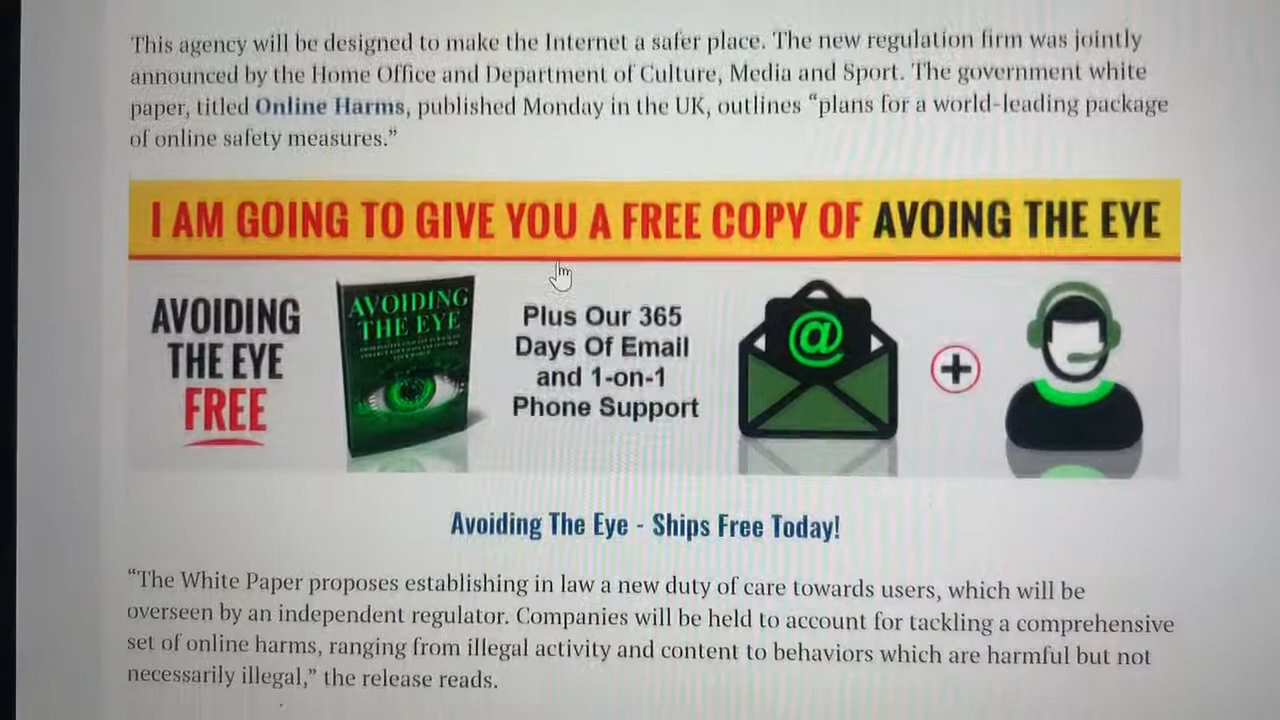 This agency will be designed to make the Internet a safer place. The new regulation firm was jointly
announced by the Home Office and Department of Culture, Media and Sport. The government white
paper, titled Online Harms, published Monday in the UK, outlines “plans for a world-leading package
of online safety measures.”
I AM GOING TO GIVE YOU A FREE COPY OF AVOING THE EYE
AVOIDING
THE EYE
FREE
AVOIDING
THE EYE
Plus Our 365
Days Of Email
and 1-on-1
Phone Support
@
+
Avoiding The Eye - Ships Free Today!
“The White Paper proposes establishing in law a new duty of care towards users, which will be
overseen by an independent regulator. Companies will be held to account for tackling a comprehensive
set of online harms, ranging from illegal activity and content to behaviors which are harmful but not
necessarily illegal,” the release reads.